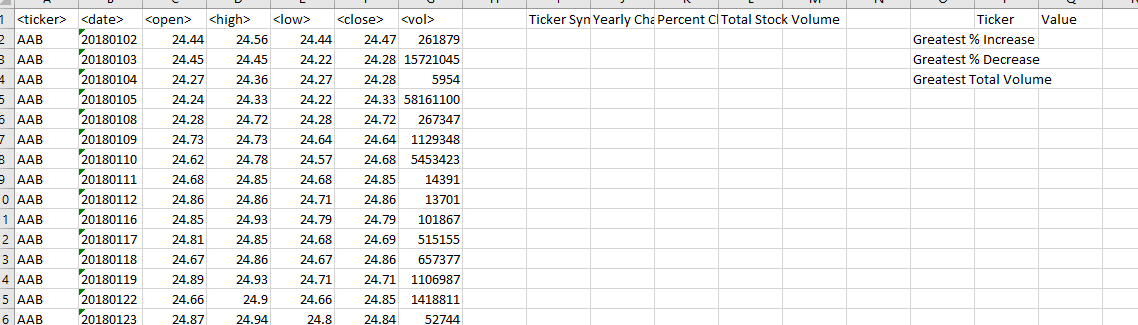 1 <ticker> <date> <open> <high> <low> <close> <vol> Ticker Syn Yearly Cha Percent Cl Total Stock Volume Ticker Value
2 AAB 20180102 24.44 24.56 24.44 24.47 261879 Greatest % Increase
3 AAB 20180103 24.45 24.45 24.22 24.28 15721045 Greatest % Decrease
4 AAB 20180104 24.27 24.36 24.27 24.28 5954 Greatest Total Volume
5 AAB 20180105 24.24 24.33 24.22 24.33 58161100
6 AAB 20180108 24.28 24.72 24.28 24.72 267347
7 AAB 20180109 24.73 24.73 24.64 24.64 1129348
8 AAB 20180110 24.62 24.78 24.57 24.68 5453423
9 AAB 20180111 24.68 24.85 24.68 24.85 14391
0 AAB 20180112 24.86 24.86 24.71 24.86 13701
1 AAB 20180116 24.85 24.93 24.79 24.79 101867
2 AAB 20180117 24.81 24.85 24.68 24.69 515155
3 AAB 20180118 24.67 24.86 24.67 24.86 657377
4 AAB 20180119 24.89 24.93 24.71 24.71 1106987
5 AAB 20180122 24.66 24.9 24.66 24.85 1418811
6 AAB 20180123 24.87 24.94 24.8 24.84 52744